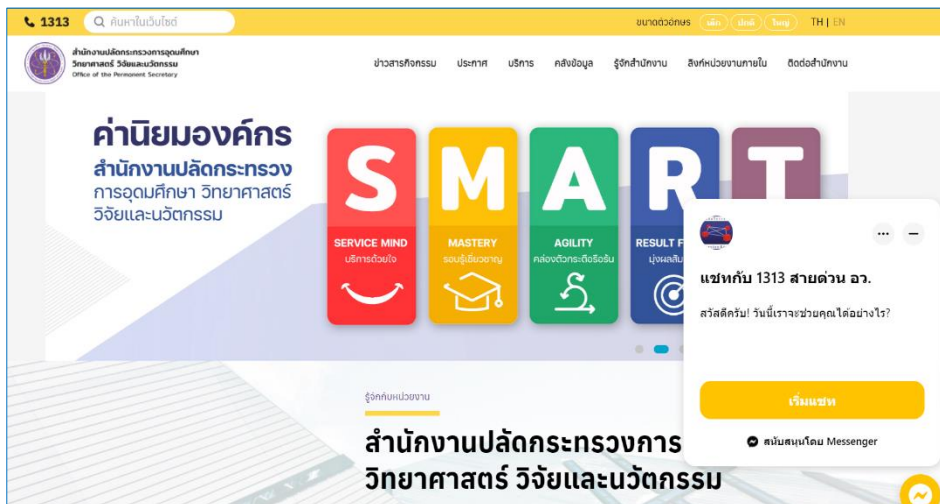 1313
ค้นหาในเว็บไซต์
ขนาดตัวอักษร
เล็ก
ปกติ
ใหญ่
TH | EN
สำนักงานปลัดกระทรวงการอุดมศึกษา
วิทยาศาสตร์ วิจัยและนวัตกรรม
Office of the Permanent Secretary
ข่าวสารกิจกรรม
ประกาศ
บริการ
คลังข้อมูล
รู้จักสำนักงาน
ลิงก์หน่วยงานภายใน
ติดต่อสำนักงาน
ค่านิยมองค์กร
สำนักงานปลัดกระทรวง
การอุดมศึกษา วิทยาศาสตร์
วิจัยและนวัตกรรม
S
SERVICE MIND
บริการด้วยใจ
M
MASTERY
รอบรู้เชี่ยวชาญ
A
AGILITY
คล่องตัวกระตือรือร้น
R
RESULT
T
แชทกับ 1313 สายด่วน อว.
สวัสดีครับ! วันนี้เราจะช่วยคุณได้อย่างไร?
เริ่มแชท
สนับสนุนโดย Messenger
รู้จักกับหน่วยงาน
สำนักงานปลัดกระทรวงการ
วิทยาศาสตร์ วิจัยและนวัตกรรม